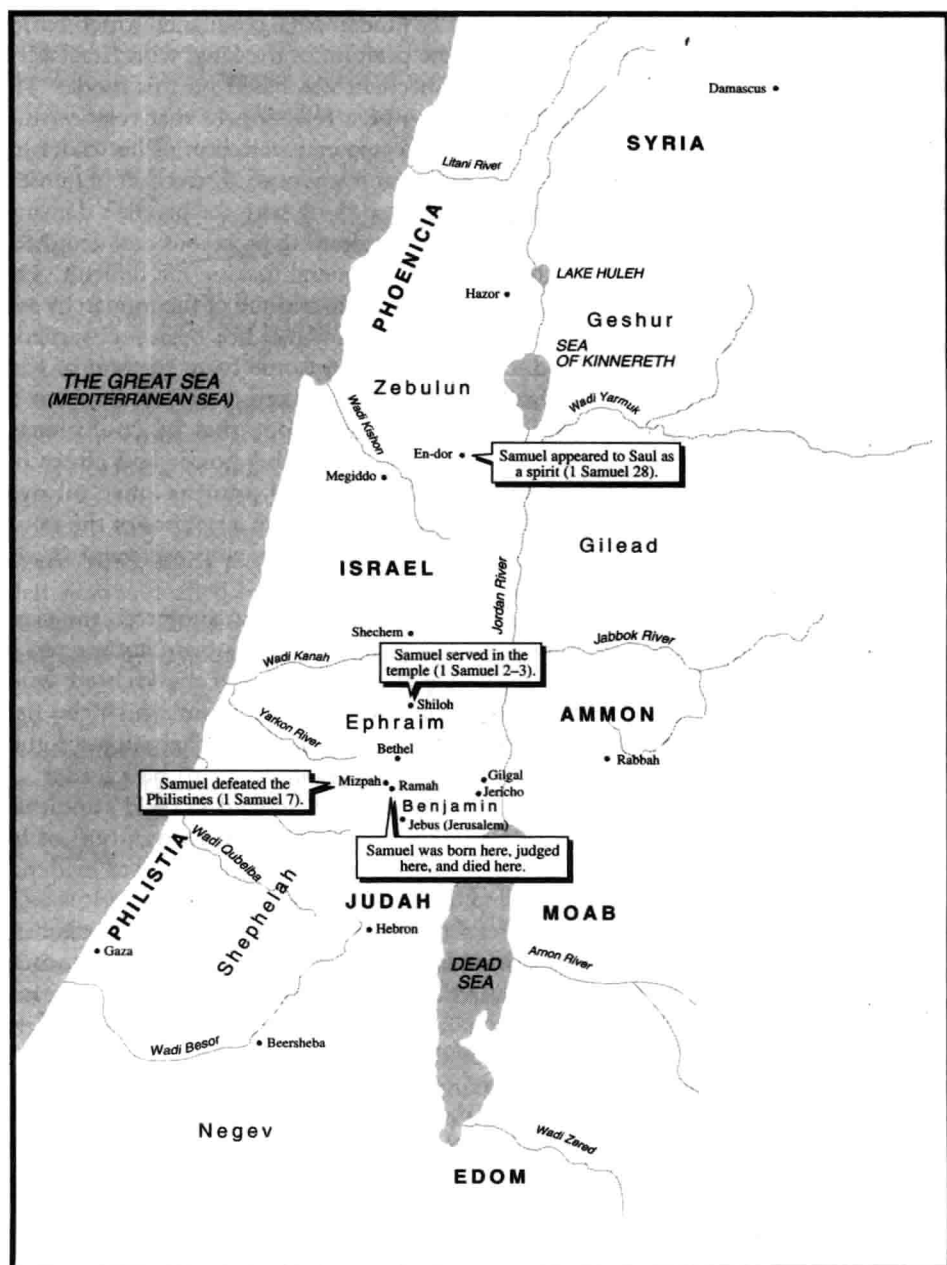 Damascus
SYRIA
Litani River
PHOENICIA
LAKE HULEH
Hazor
Geshur
SEA
OF KINNERETH
THE GREAT SEA
(MEDITERRANEAN SEA)
Zebulun
Wadi Yarmuk
Wadi Kishon
En-dor
Samuel appeared to Saul as
a spirit (1 Samuel 28).
Megiddo
Gilead
ISRAEL
Jordan River
Shechem
Jabbok River
Wadi Kanah
Samuel served in the
temple (1 Samuel 2–3).
Shiloh
Ephraim
AMMON
Yarkon River
Bethel
Rabbah
Samuel defeated the
Philistines (1 Samuel 7).
Mizpah
Ramah
Gilgal
Jericho
Benjamin
Jebus (Jerusalem)
Samuel was born here, judged
here, and died here.
PHILISTIA
Wadi Qubelba
Shephelah
JUDAH
MOAB
Hebron
Gaza
DEAD
SEA
Arnon River
Wadi Besor
Beersheba
Negev
Wadi Zered
EDOM